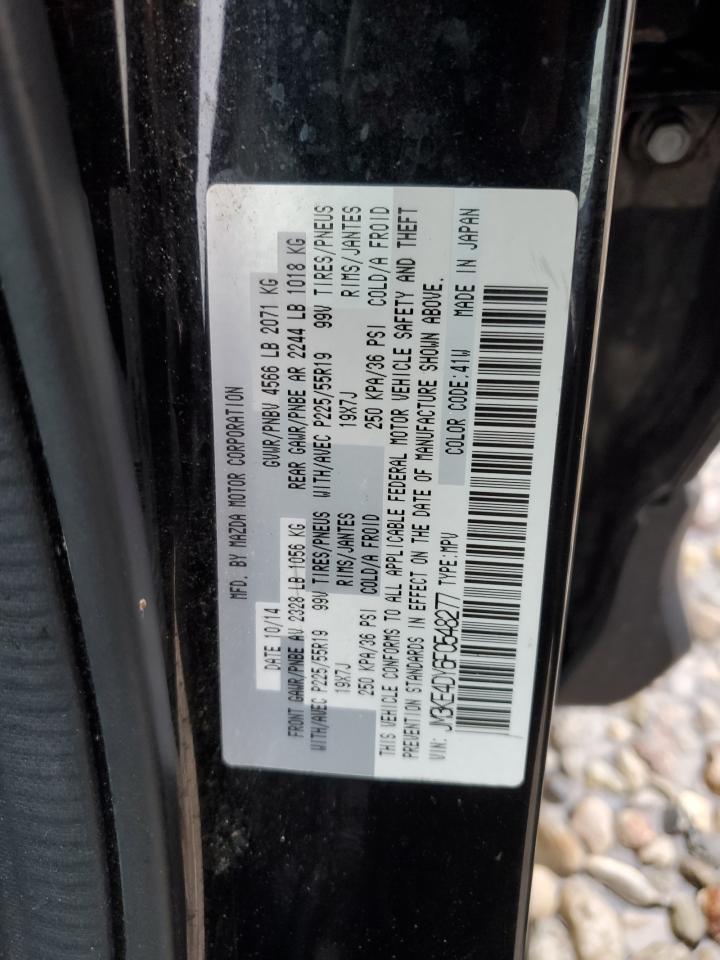 MFD. BY MAZDA MOTOR CORPORATION
DATE 10/14 GVWR/PNBV 4566 LB 2071 KG
FRONT GAWR/PNBE AV 2328 LB 1056 KG REAR GAWR/PNBE AR 2244 LB 1018 KG
WITH/AVEC P225/55R19 99V TIRES/PNEUS WITH/AVEC P225/55R19 99V TIRES/PNEUS
19X7J RIMS/JANTES 19X7J RIMS/JANTES
250 KPA/36 PSI COLD/A FROID 250 KPA/36 PSI COLD/A FROID
THIS VEHICLE CONFORMS TO ALL APPLICABLE FEDERAL MOTOR VEHICLE SAFETY AND THEFT
PREVENTION STANDARDS IN EFFECT ON THE DATE OF MANUFACTURE SHOWN ABOVE.
VIN: JM3KE4DY6F0548277 TYPE:MPV COLOR CODE:41W MADE IN JAPAN